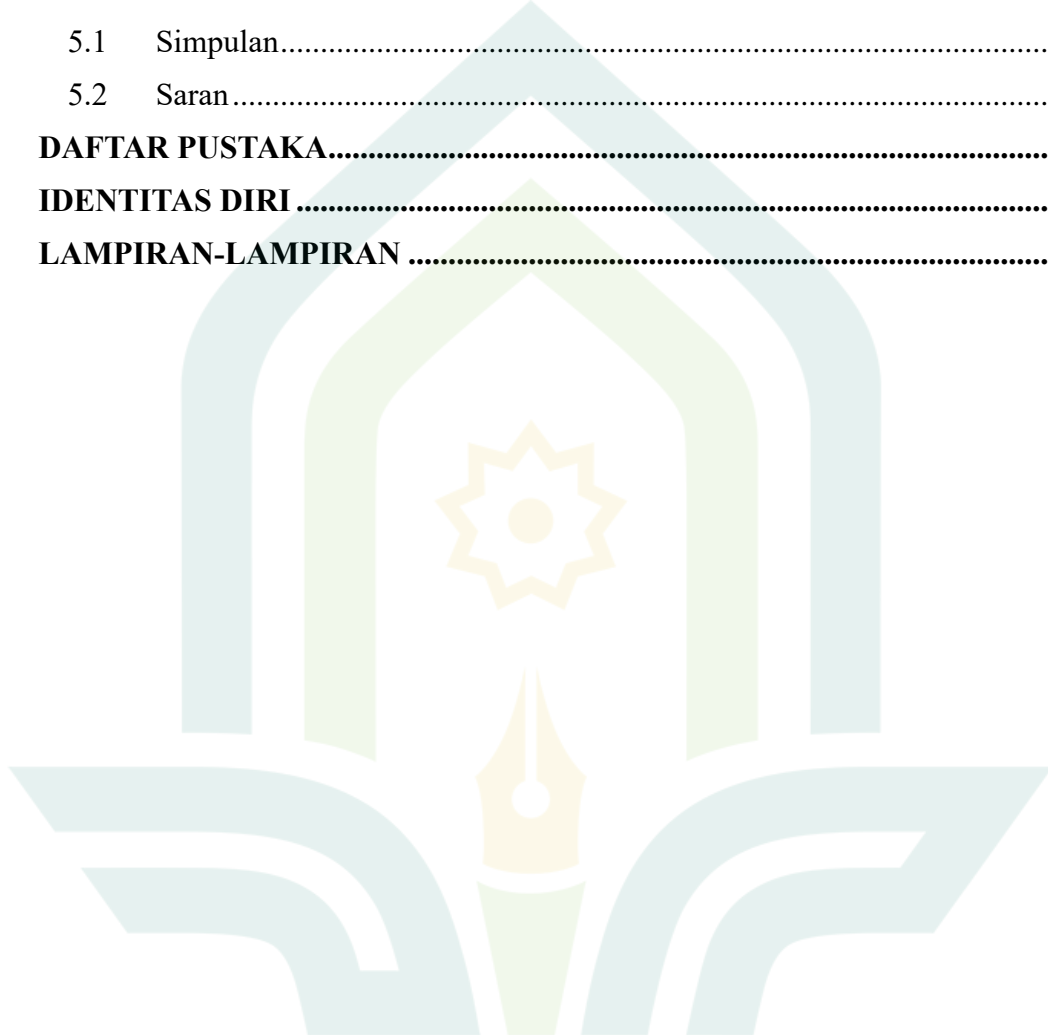 5.1 Simpulan....................................................................................................
5.2 Saran..........................................................................................................
DAFTAR PUSTAKA..........................................................................................
IDENTITAS DIRI..............................................................................................
LAMPIRAN-LAMPIRAN................................................................................